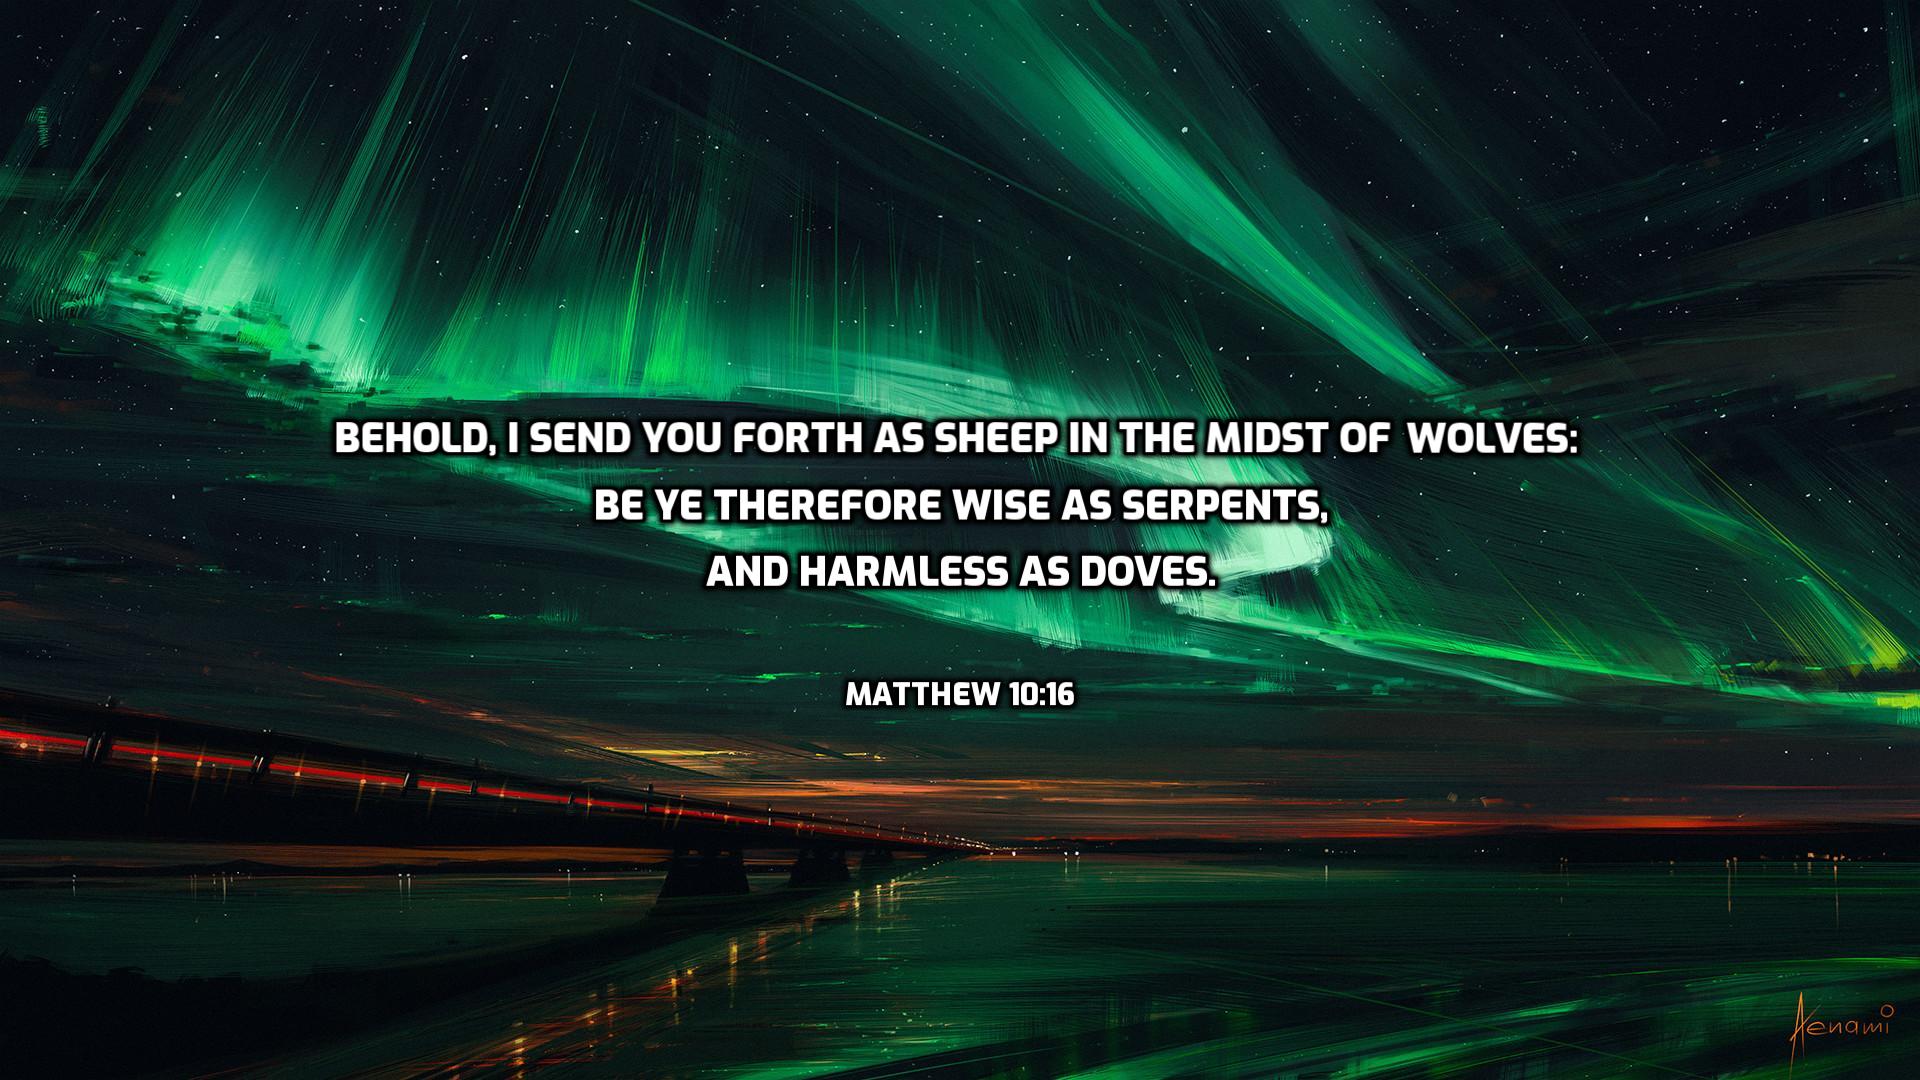 BEHOLD, I SEND YOU FORTH AS SHEEP IN THE MIDST OF WOLVES:
BE YE THEREFORE WISE AS SERPENTS,
AND HARMLESS AS DOVES.
MATTHEW 10:16
Aenami